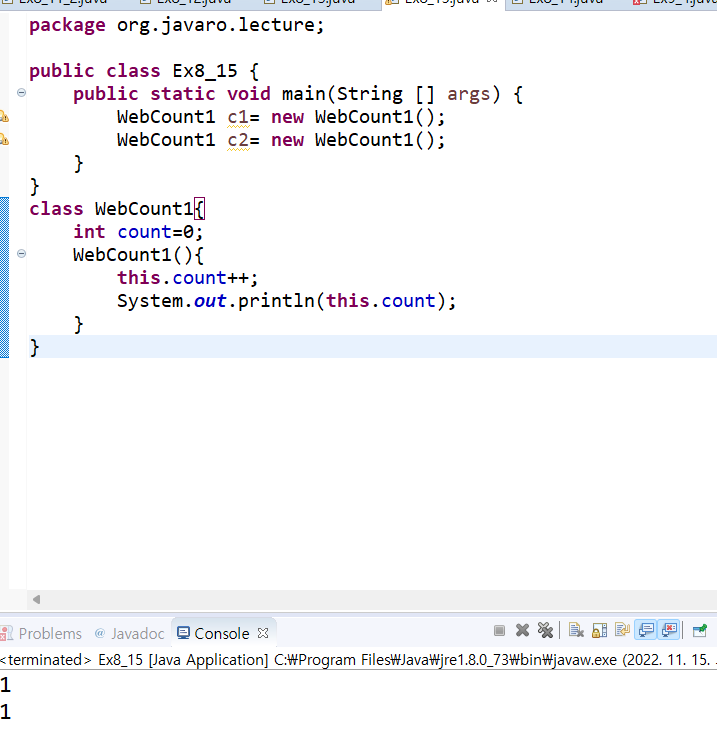 package org.javaro.lecture;
public class Ex8_15 {
public static void main(String [] args) {
WebCount1 c1= new WebCount1();
WebCount1 c2= new WebCount1();
}
}
class WebCount1{
int count=0;
WebCount1(){
this.count++;
System.out.println(this.count);
}
}
Problems @ Javadoc Console
<terminated> Ex8_15 [Java Application] C:₩Program Files₩Java₩jre1.8.0_73₩bin₩javaw.exe (2022. 11. 15.
1
1